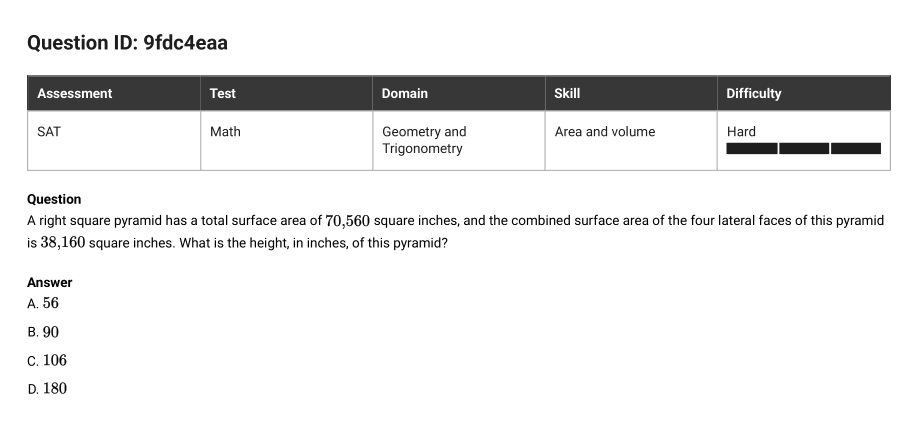 Question ID: 9fdc4eaa
Assessment Test Domain Skill Difficulty
SAT Math Geometry and Trigonometry Area and volume Hard
Question
A right square pyramid has a total surface area of 70,560 square inches, and the combined surface area of the four lateral faces of this pyramid
is 38,160 square inches. What is the height, in inches, of this pyramid?
Answer
A. 56
B. 90
C. 106
D. 180